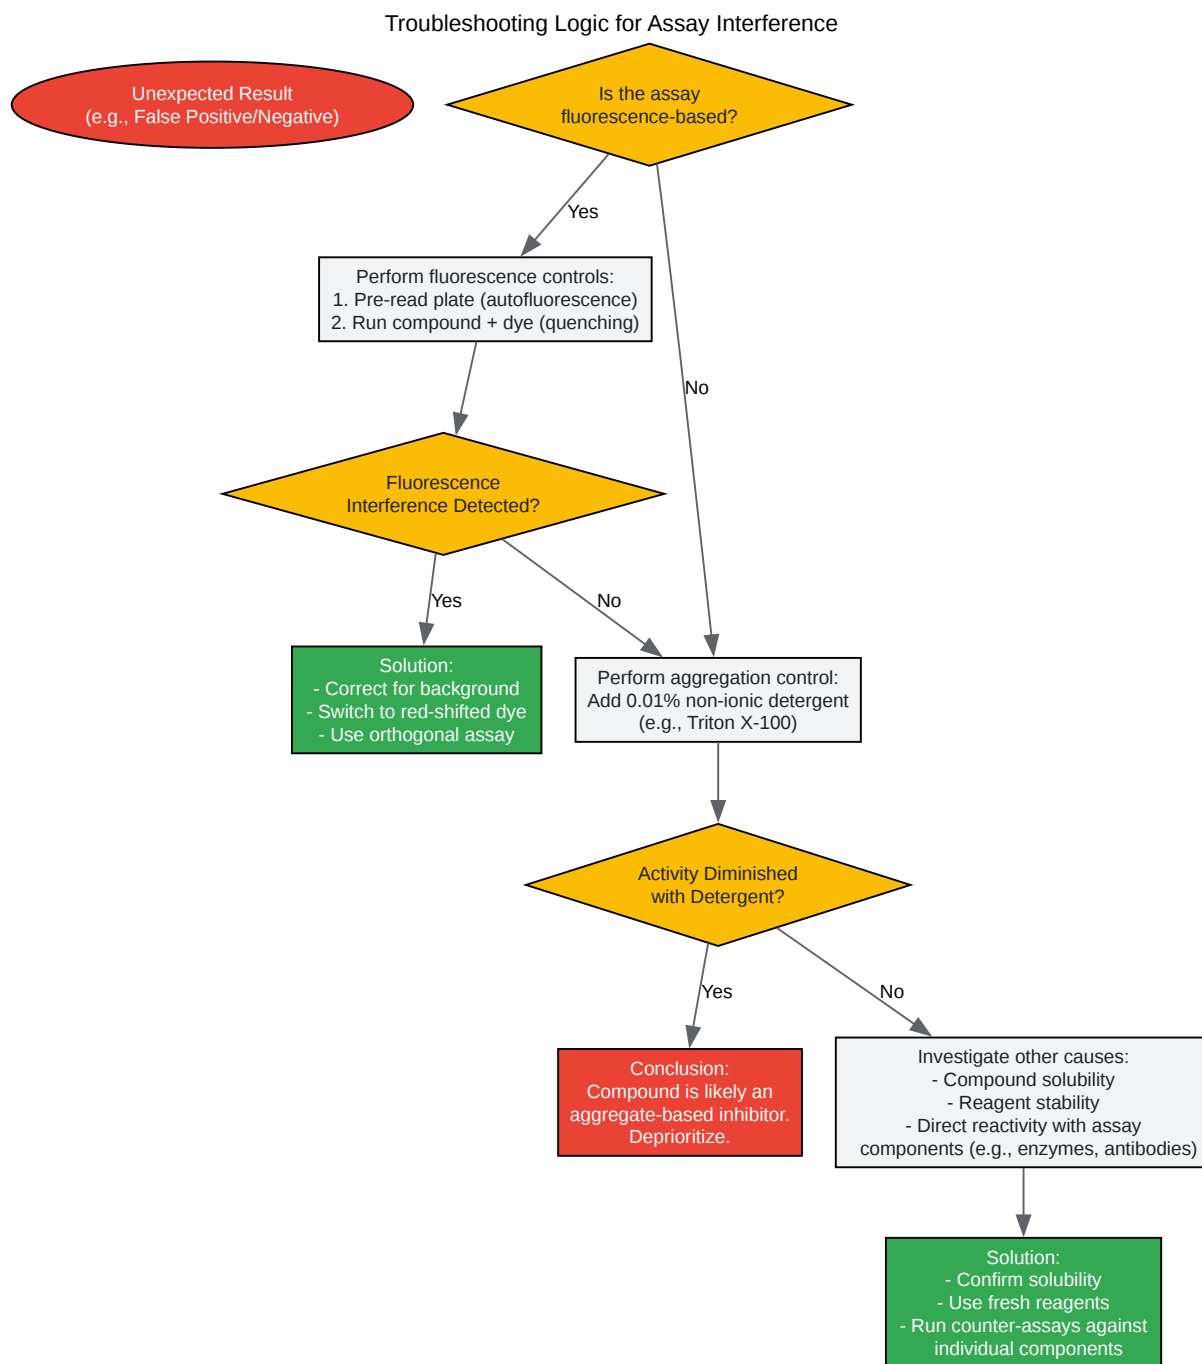 Troubleshooting Logic for Assay Interference
Unexpected Result
(e.g., False Positive/Negative)
Is the assay
fluorescence-based?
Yes
Perform fluorescence controls:
1. Pre-read plate (autofluorescence)
2. Run compound + dye (quenching)
No
Fluorescence
Interference Detected?
Yes
No
Solution:
- Correct for background
- Switch to red-shifted dye
- Use orthogonal assay
Perform aggregation control:
Add 0.01% non-ionic detergent
(e.g., Triton X-100)
Activity Diminished
with Detergent?
Yes
No
Conclusion:
Compound is likely an
aggregate-based inhibitor.
Deprioritize.
Investigate other causes:
- Compound solubility
- Reagent stability
- Direct reactivity with assay
components (e.g., enzymes, antibodies)
Solution:
- Confirm solubility
- Use fresh reagents
- Run counter-assays against
individual components